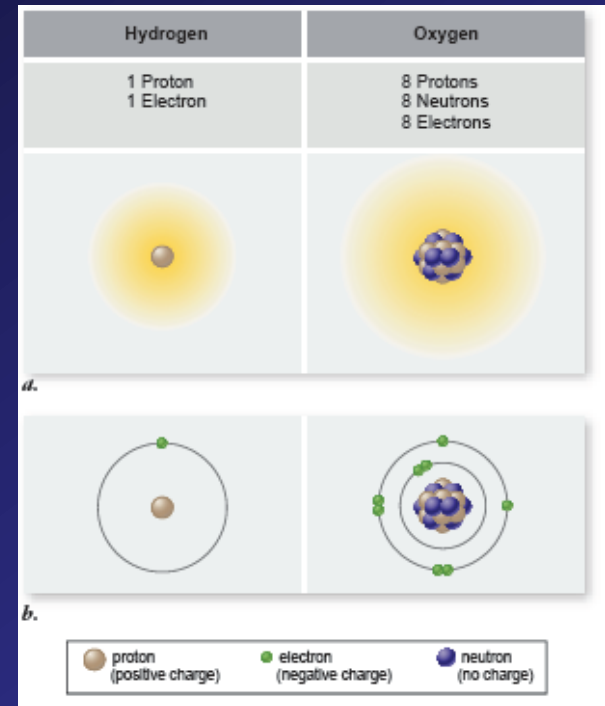 Hydrogen
Oxygen
1 Proton
1 Electron
8 Protons
8 Neutrons
8 Electrons
a.
b.
proton
(positive charge)
electron
(negative charge)
neutron
(no charge)